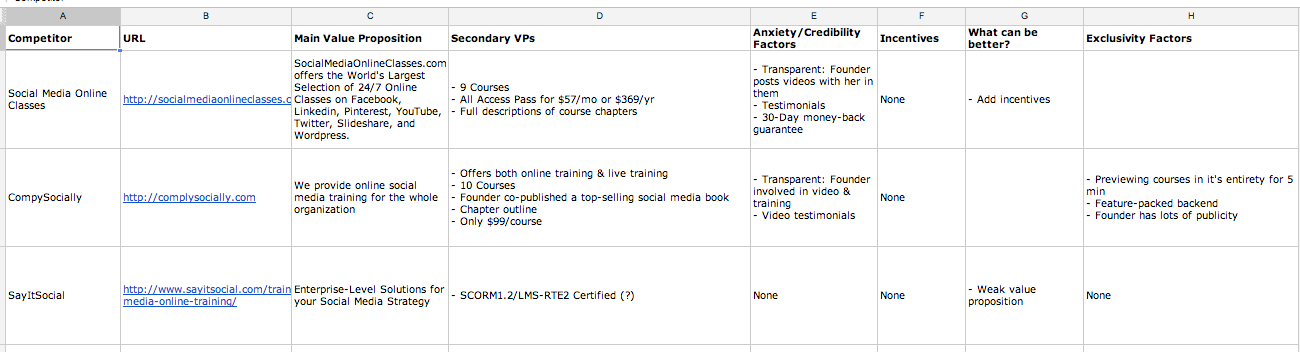 A B C D E F G H
Competitor
URL
Main Value Proposition
Secondary VPs
Anxiety/Credibility
Factors
Incentives
What can be
better?
Exclusivity Factors
Social Media Online
Classes
http://socialmediaonlineclasses.c
SocialMediaOnlineClasses.com
offers the World's Largest
Selection of 24/7 Online
Classes on Facebook,
Linkedin, Pinterest, YouTube,
Twitter, Slideshare, and
Wordpress.
- 9 Courses
- All Access Pass for $57/mo or $369/yr
- Full descriptions of course chapters
- Transparent: Founder
posts videos with her in
them
- Testimonials
- 30-Day money-back
guarantee
None
- Add incentives
CompySocially
http://complysocially.com
We provide online social
media training for the whole
organization
- Offers both online training & live training
- 10 Courses
- Founder co-published a top-selling social media book
- Chapter outline
- Only $99/course
- Transparent: Founder
involved in video &
training
- Video testimonials
None
- Previewing courses in it's entirety for 5
min
- Feature-packed backend
- Founder has lots of publicity
SayItSocial
http://www.sayitsocial.com/train
media-online-training/
Enterprise-Level Solutions for
your Social Media Strategy
- SCORM1.2/LMS-RTE2 Certified (?)
None
None
- Weak value
proposition
None